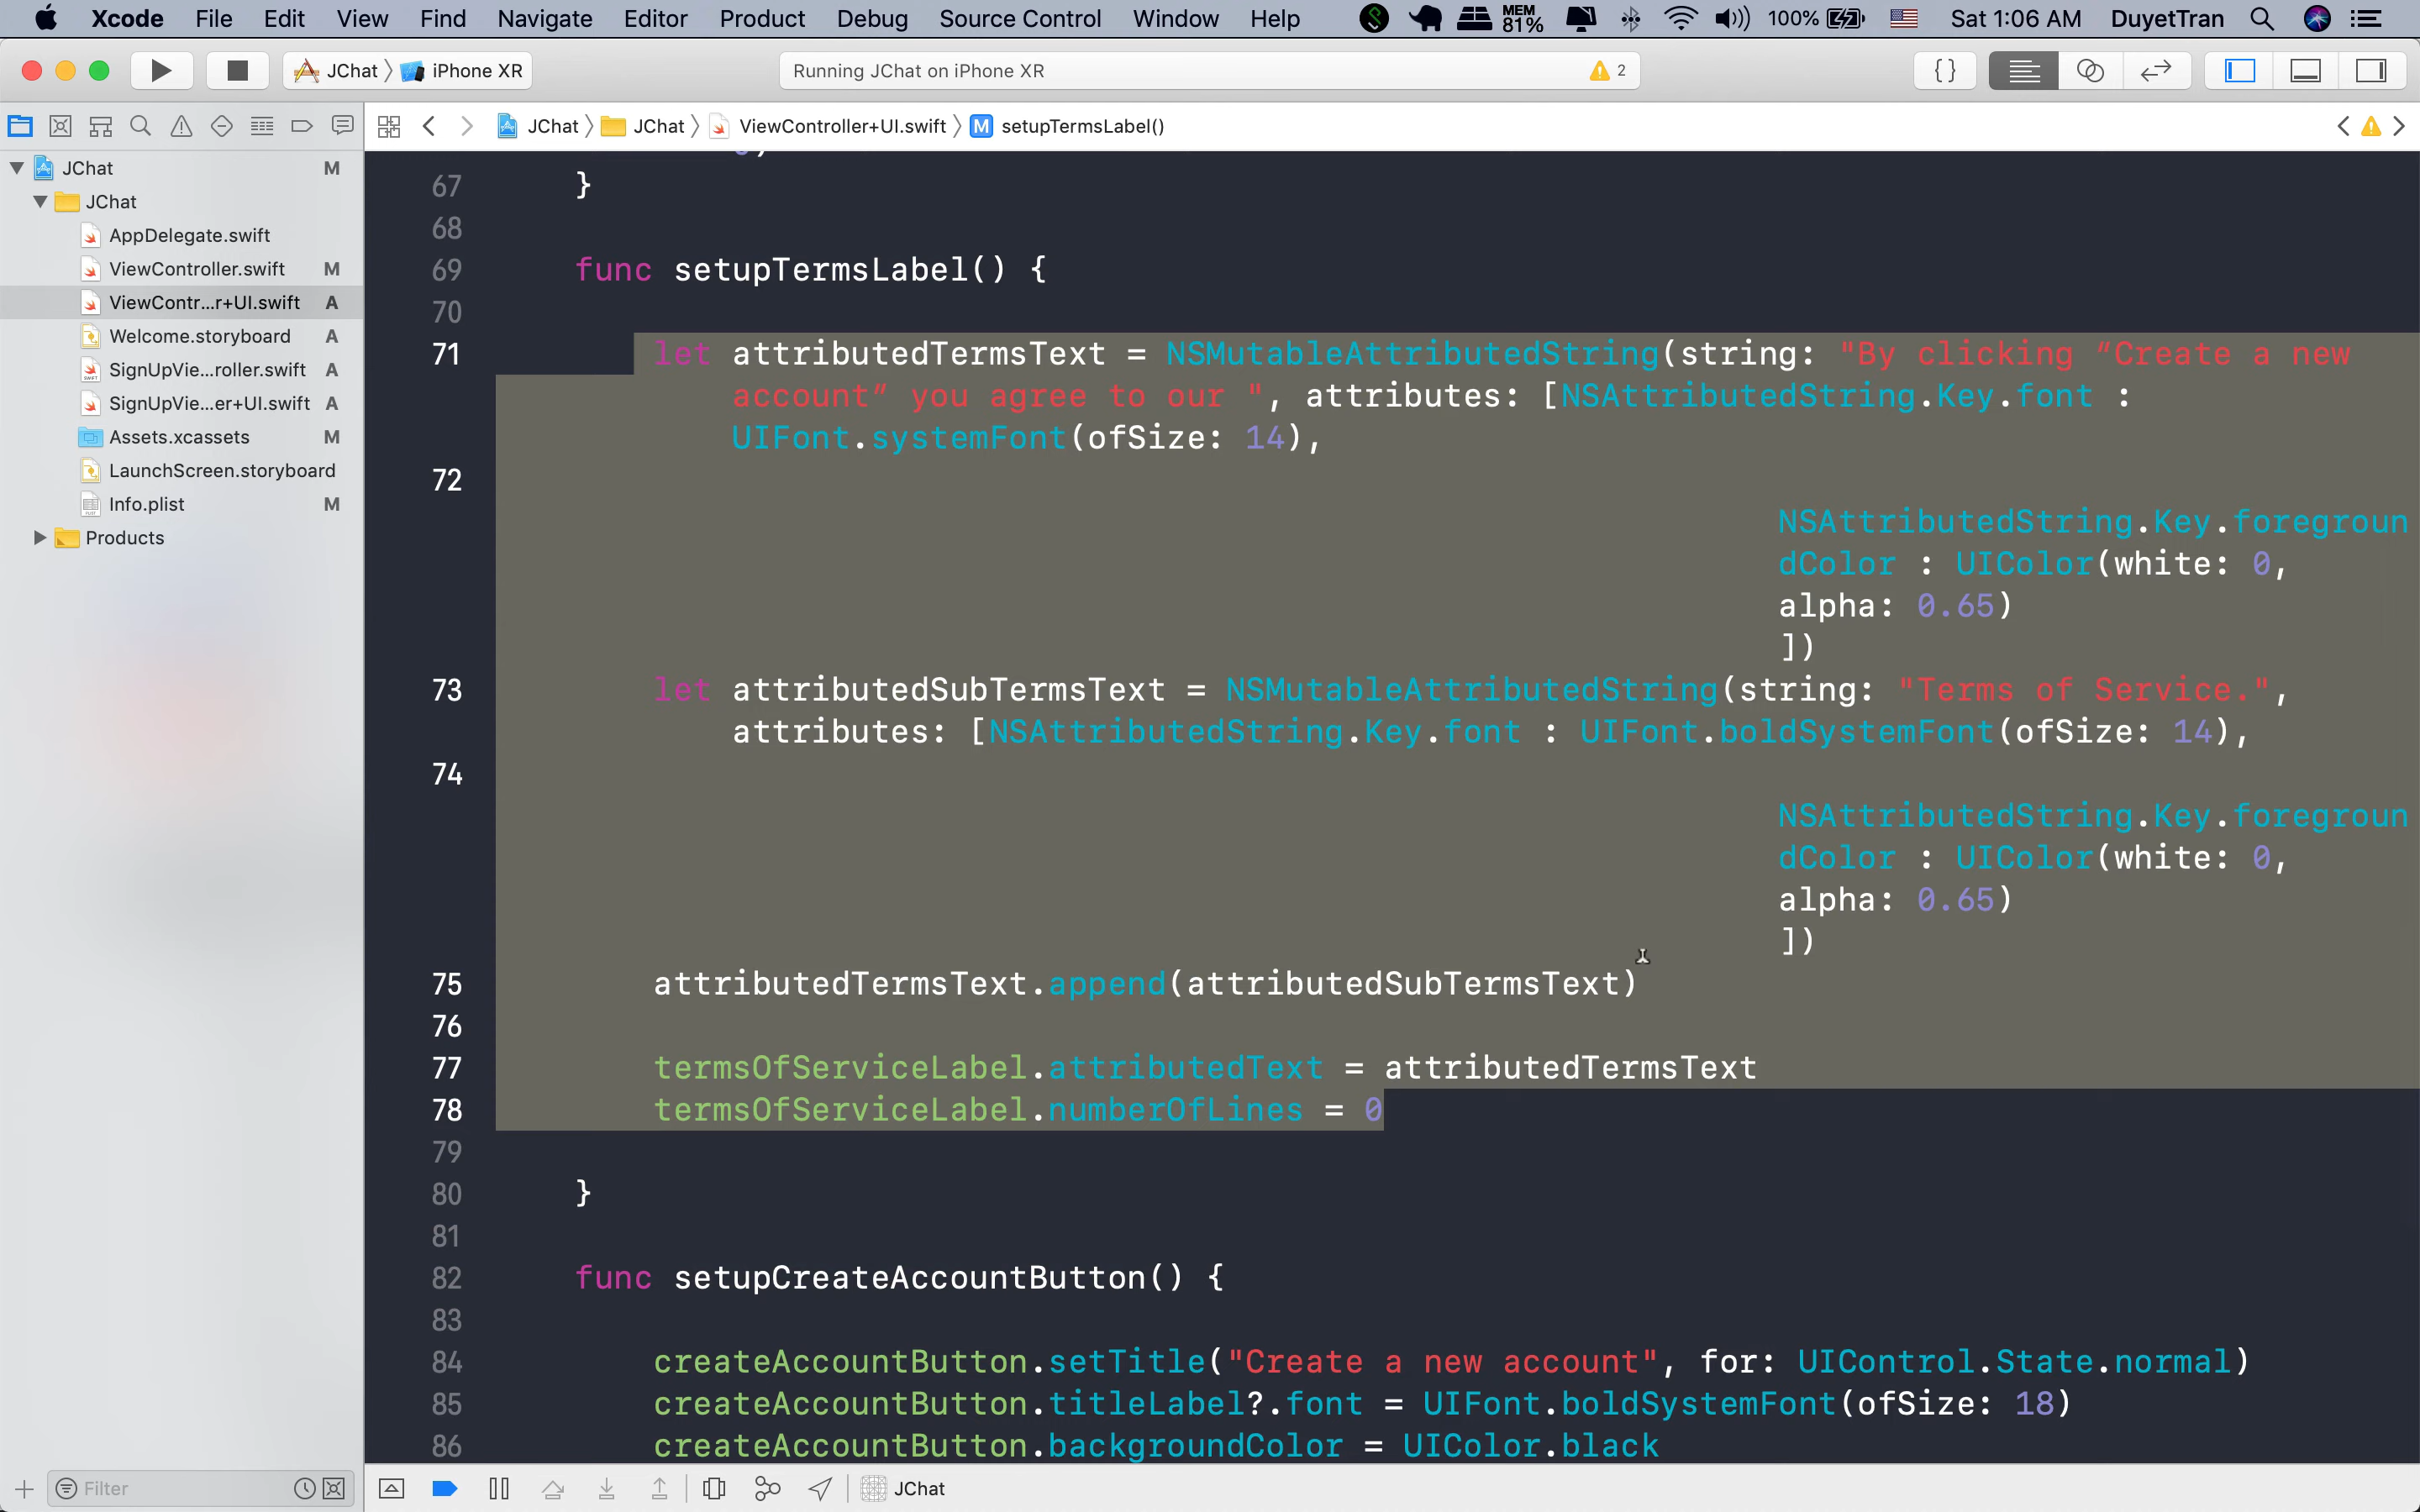 Xcode File Edit View Find Navigate Editor Product Debug Source Control Window Help MEM 81% 100% Sat 1:06 AM DuyetTran
JChat iPhone XR Running JChat on iPhone XR 2 { }
JChat JChat ViewController+UI.swift M setupTermsLabel()
JChat M
JChat
AppDelegate.swift
ViewController.swift M
ViewContr...r+UI.swift A
Welcome.storyboard A
SignUpVie...roller.swift A
SignUpVie...er+UI.swift A
Assets.xcassets M
LaunchScreen.storyboard
Info.plist M
Products
67 }
68
69 func setupTermsLabel() {
70
71 let attributedTermsText = NSMutableAttributedString(string: "By clicking “Create a new
account” you agree to our ", attributes: [NSAttributedString.Key.font :
UIFont.systemFont(ofSize: 14),
72
NSAttributedString.Key.foregroun
dColor : UIColor(white: 0,
alpha: 0.65)
])
73 let attributedSubTermsText = NSMutableAttributedString(string: "Terms of Service.",
attributes: [NSAttributedString.Key.font : UIFont.boldSystemFont(ofSize: 14),
74
NSAttributedString.Key.foregroun
dColor : UIColor(white: 0,
alpha: 0.65)
])
75 attributedTermsText.append(attributedSubTermsText)
76
77 termsOfServiceLabel.attributedText = attributedTermsText
78 termsOfServiceLabel.numberOfLines = 0
79
80 }
81
82 func setupCreateAccountButton() {
83
84 createAccountButton.setTitle("Create a new account", for: UIControl.State.normal)
85 createAccountButton.titleLabel?.font = UIFont.boldSystemFont(ofSize: 18)
86 createAccountButton.backgroundColor = UIColor.black
Filter JChat